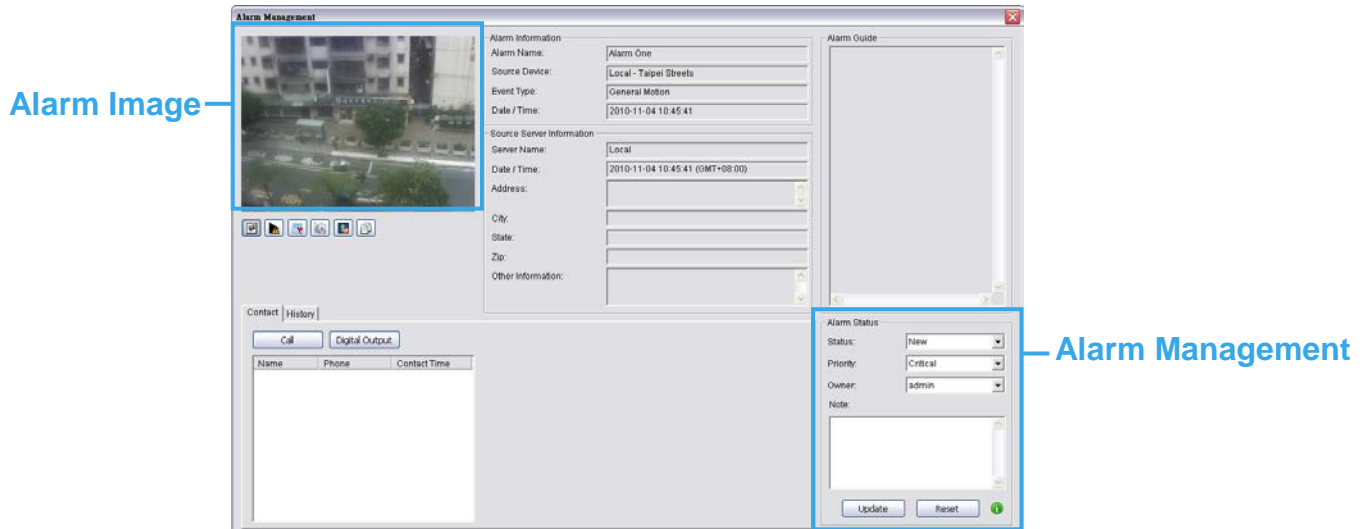 Alarm Management
Alarm Image
Alarm Information
Alarm Name: Alarm One
Source Device: Local - Taipei Streets
Event Type: General Motion
Date / Time: 2010-11-04 10:45:41
Source Server Information
Server Name: Local
Date / Time: 2010-11-04 10:45:41 (GMT+08:00)
Address:
City:
State:
Zip:
Other Information:
Alarm Guide
Contact History
Call Digital Output
Name Phone Contact Time
Alarm Status
Status: New
Priority: Critical
Owner: admin
Note:
Update Reset
Alarm Management